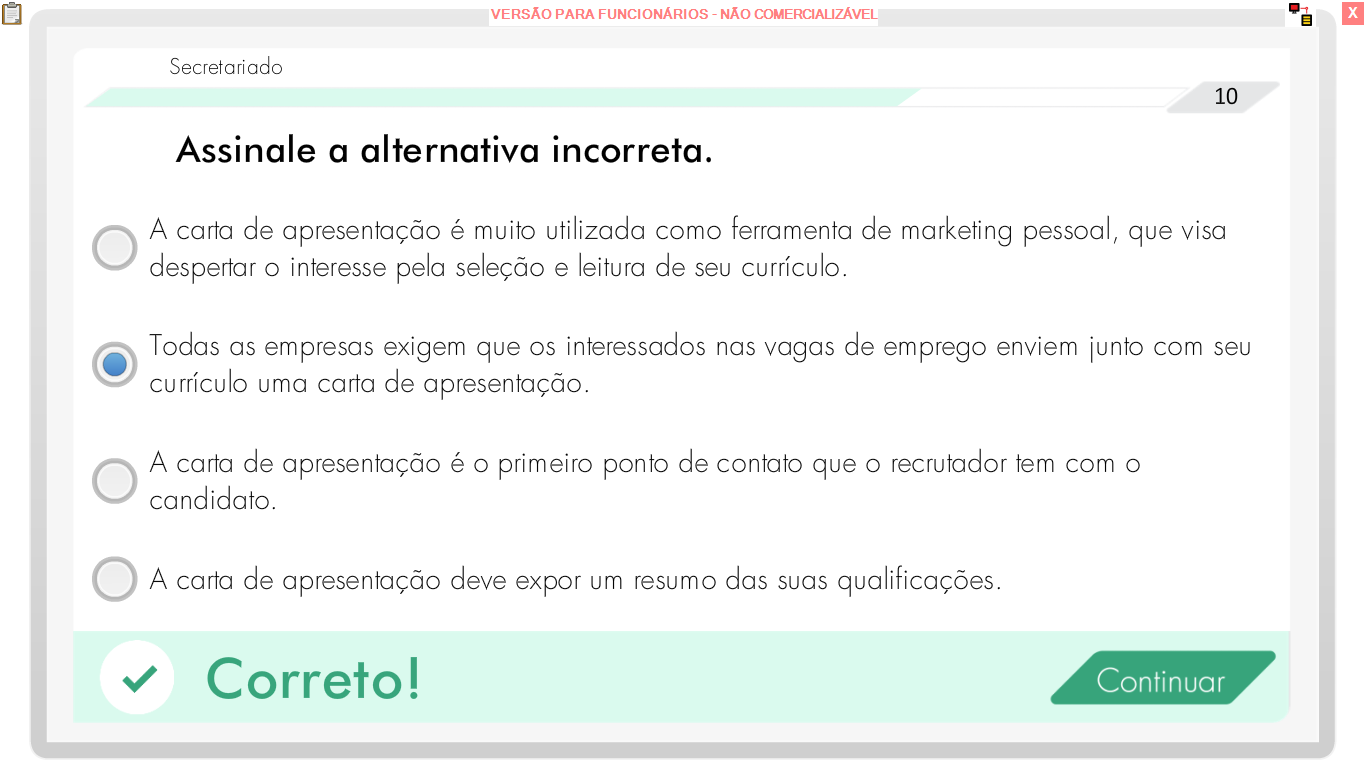 VERSÃO PARA FUNCIONÁRIOS - NÃO COMERCIALIZÁVEL
X
Secretariado
10
Assinale a alternativa incorreta.
A carta de apresentação é muito utilizada como ferramenta de marketing pessoal, que visa
despertar o interesse pela seleção e leitura de seu currículo.
Todas as empresas exigem que os interessados nas vagas de emprego enviem junto com seu
currículo uma carta de apresentação.
A carta de apresentação é o primeiro ponto de contato que o recrutador tem com o
candidato.
A carta de apresentação deve expor um resumo das suas qualificações.
Correto!
Continuar